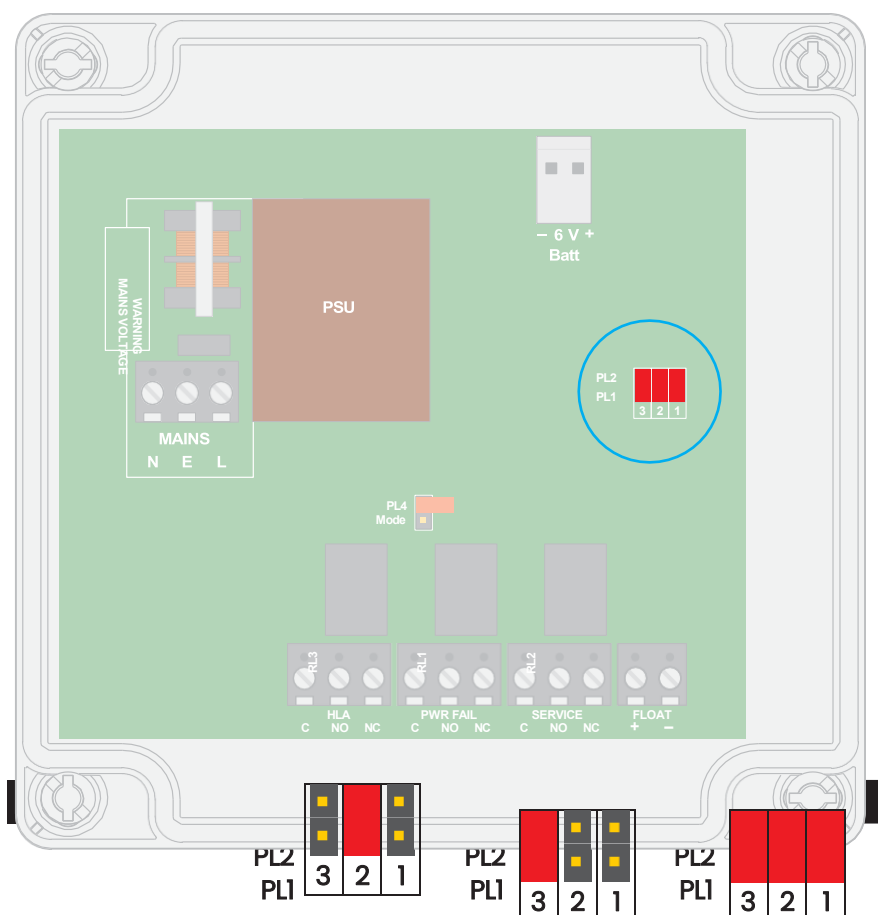 – 6 V +
Batt
WARNING
MAINS VOLTAGE
PSU
PL2
PL1
3 2 1
MAINS
N E L
PL4
Mode
RL3 RL1 RL2
HLA PWR FAIL SERVICE FLOAT
C NO NC C NO NC C NO NC + –
PL2 PL2 PL2
PL1 PL1 PL1
3 2 1 3 2 1 3 2 1